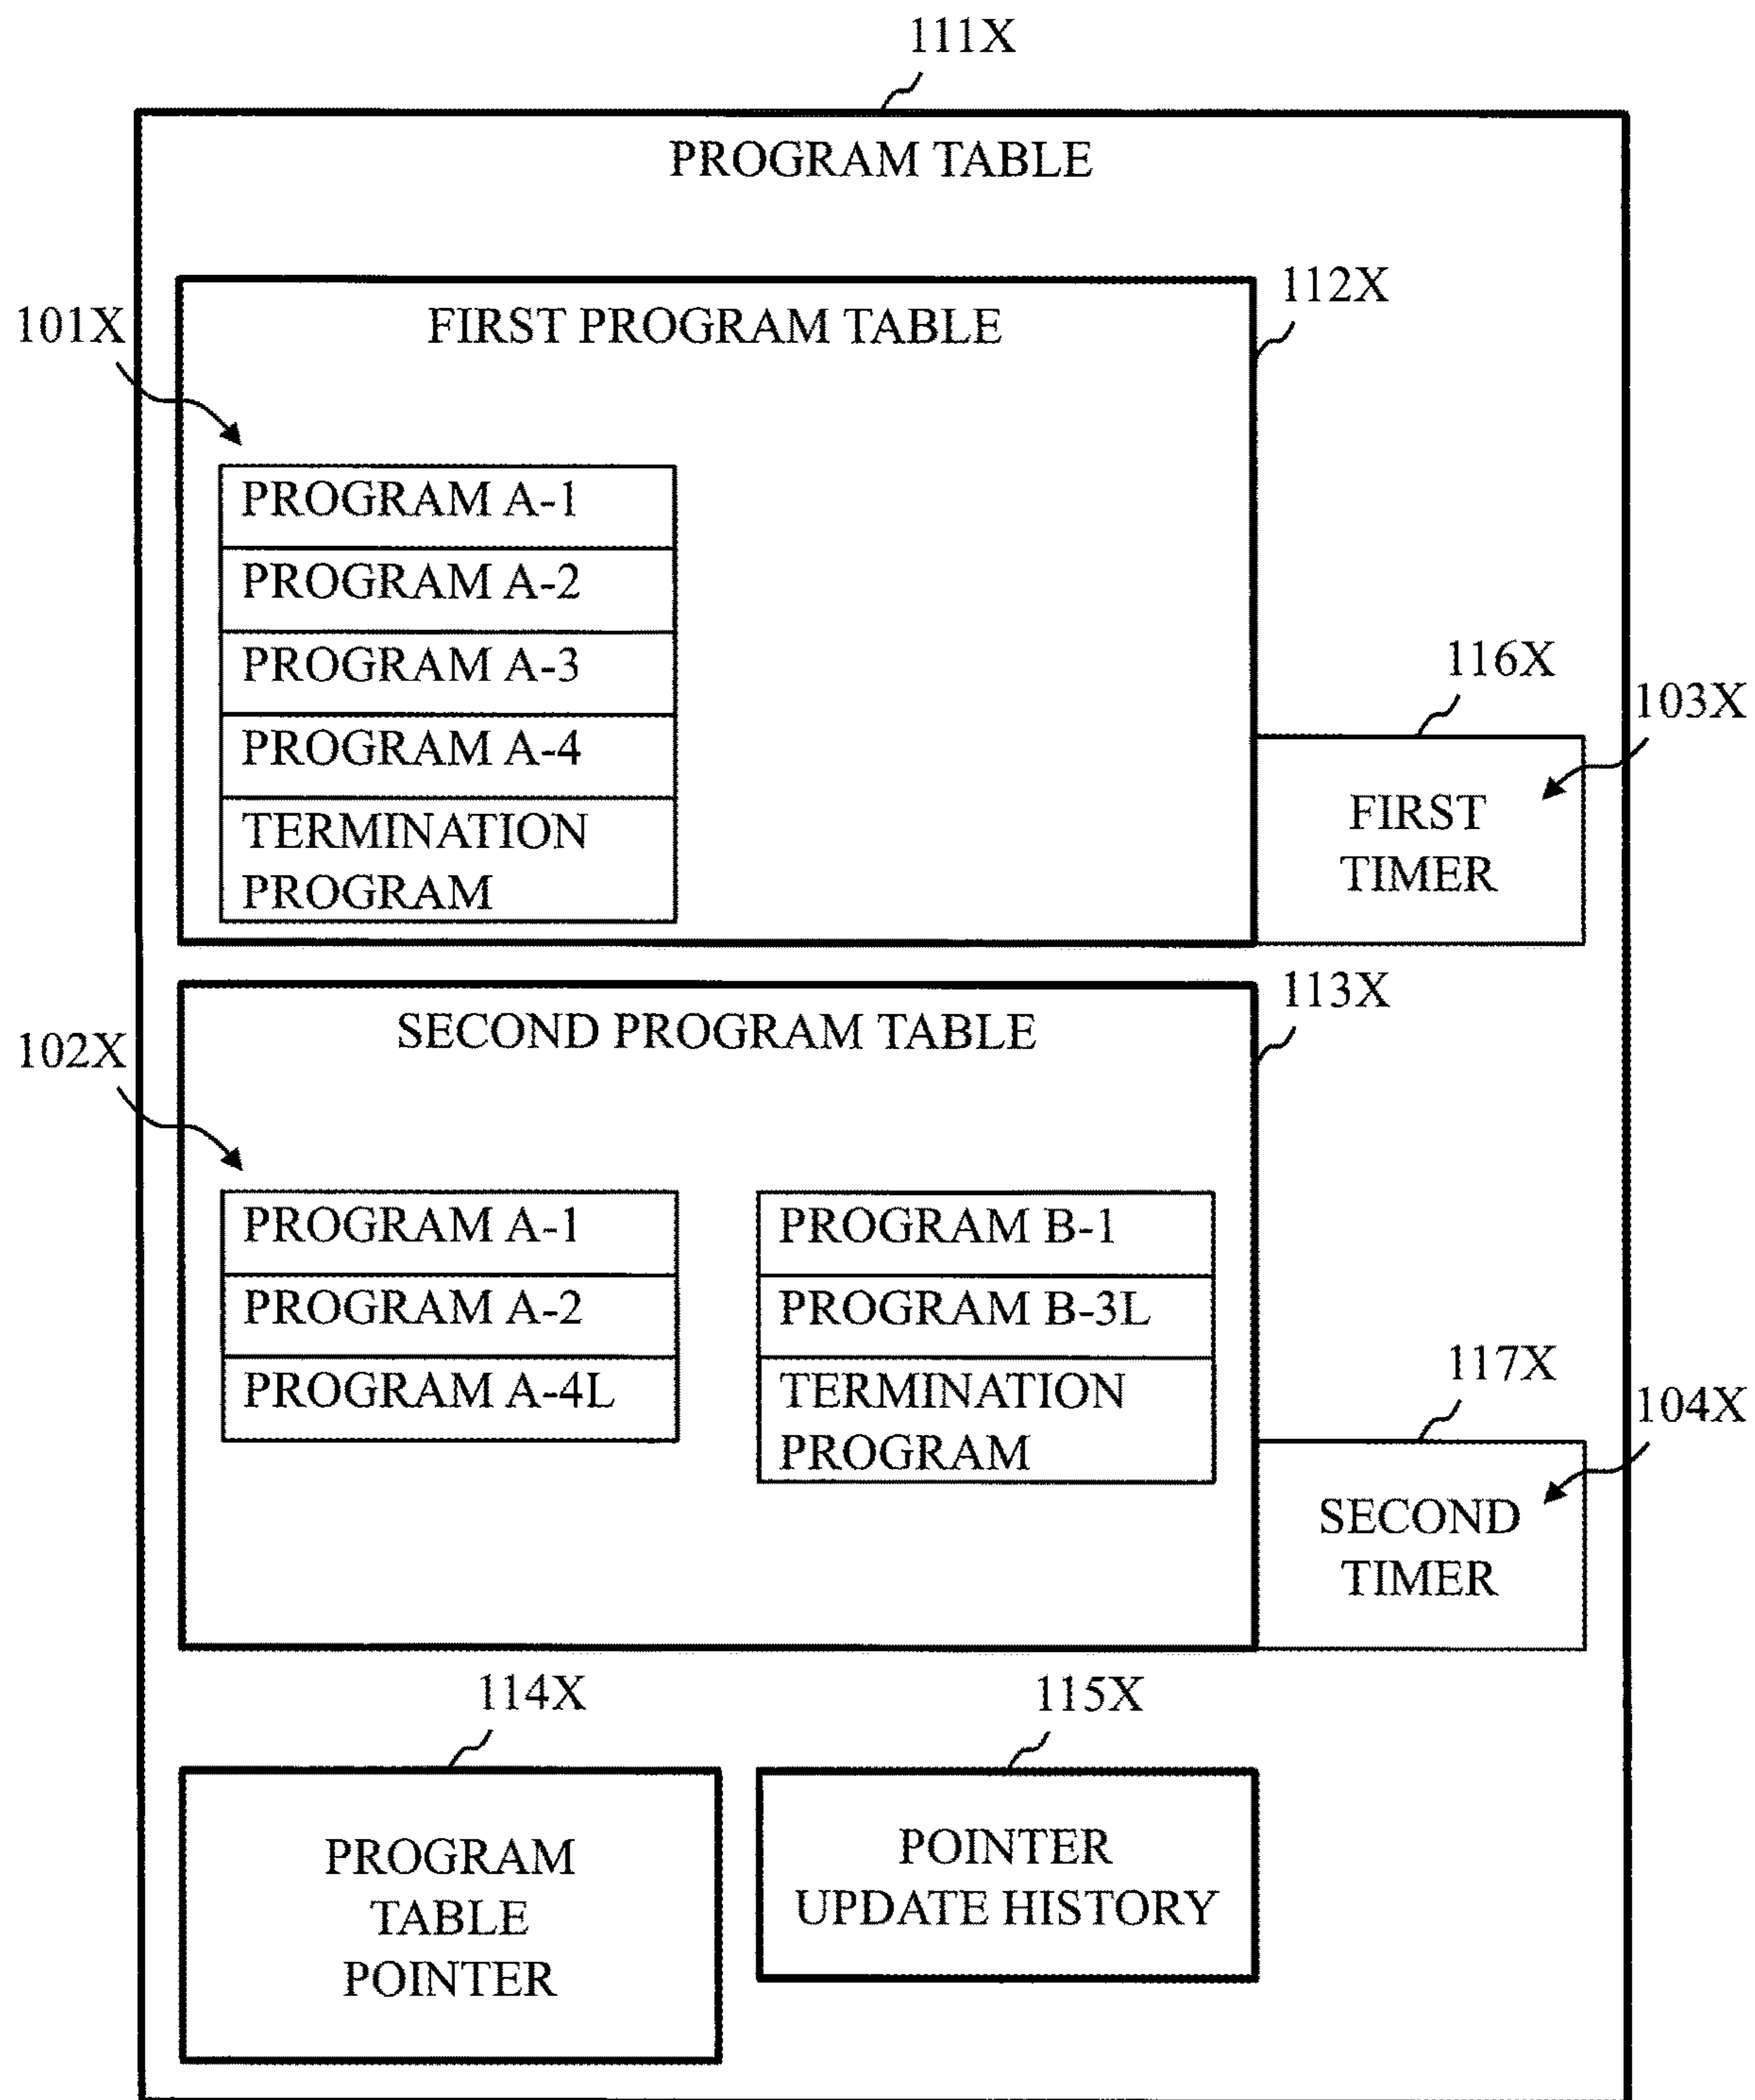 111X
PROGRAM TABLE
112X
101X
FIRST PROGRAM TABLE
PROGRAM A-1
PROGRAM A-2
PROGRAM A-3
PROGRAM A-4
TERMINATION
PROGRAM
116X
103X
FIRST
TIMER
113X
102X
SECOND PROGRAM TABLE
PROGRAM A-1
PROGRAM A-2
PROGRAM A-4L
PROGRAM B-1
PROGRAM B-3L
TERMINATION
PROGRAM
117X
104X
SECOND
TIMER
114X
PROGRAM
TABLE
POINTER
115X
POINTER
UPDATE HISTORY